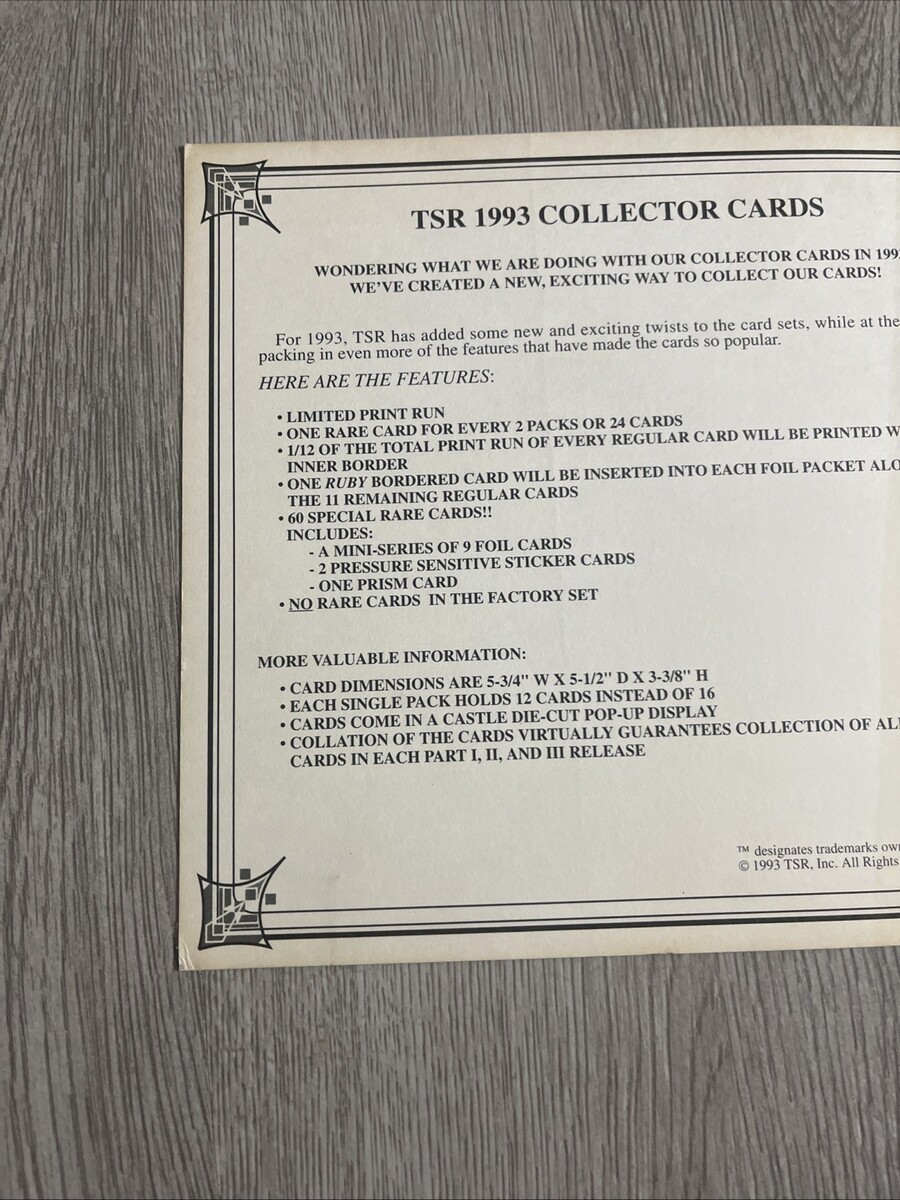 TSR 1993 COLLECTOR CARDS
WONDERING WHAT WE ARE DOING WITH OUR COLLECTOR CARDS IN 199
WE'VE CREATED A NEW, EXCITING WAY TO COLLECT OUR CARDS!
For 1993, TSR has added some new and exciting twists to the card sets, while at the
packing in even more of the features that have made the cards so popular.
HERE ARE THE FEATURES:
• LIMITED PRINT RUN
• ONE RARE CARD FOR EVERY 2 PACKS OR 24 CARDS
• 1/12 OF THE TOTAL PRINT RUN OF EVERY REGULAR CARD WILL BE PRINTED W
INNER BORDER
• ONE RUBY BORDERED CARD WILL BE INSERTED INTO EACH FOIL PACKET ALO
THE 11 REMAINING REGULAR CARDS
• 60 SPECIAL RARE CARDS!!
INCLUDES:
- A MINI-SERIES OF 9 FOIL CARDS
- 2 PRESSURE SENSITIVE STICKER CARDS
- ONE PRISM CARD
• NO RARE CARDS IN THE FACTORY SET
MORE VALUABLE INFORMATION:
• CARD DIMENSIONS ARE 5-3/4" W X 5-1/2" D X 3-3/8" H
• EACH SINGLE PACK HOLDS 12 CARDS INSTEAD OF 16
• CARDS COME IN A CASTLE DIE-CUT POP-UP DISPLAY
• COLLATION OF THE CARDS VIRTUALLY GUARANTEES COLLECTION OF AL
CARDS IN EACH PART I, II, AND III RELEASE
™ designates trademarks ow
© 1993 TSR, Inc. All Rights